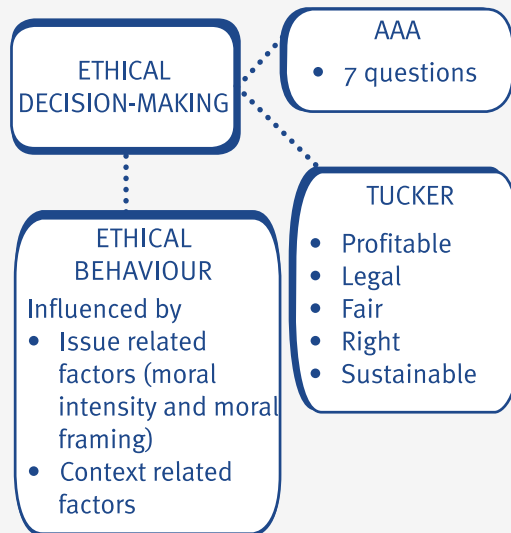 ETHICAL
DECISION-MAKING
AAA
• 7 questions
TUCKER
• Profitable
• Legal
• Fair
• Right
• Sustainable
ETHICAL
BEHAVIOUR
Influenced by
• Issue related
factors (moral
intensity and moral
framing)
• Context related
factors